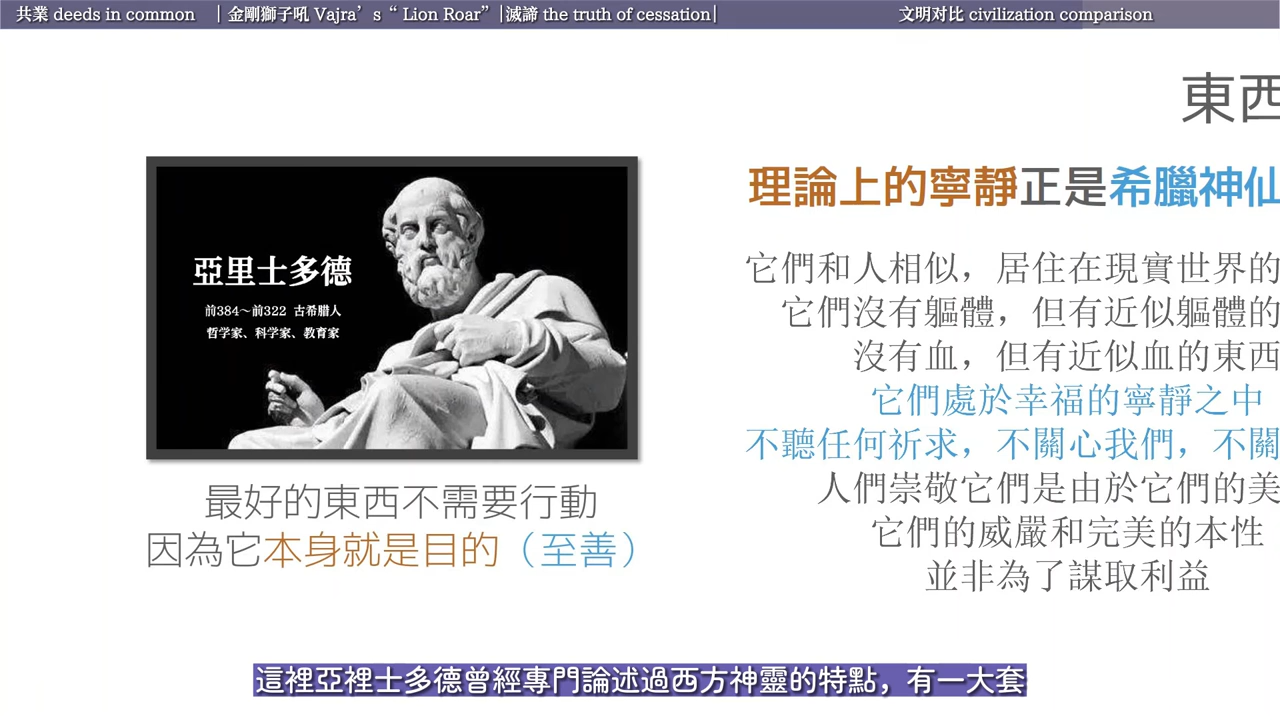 共業 deeds in common ｜金剛獅子吼 Vajra’s“ Lion Roar”|滅諦 the truth of cessation|
文明对比 civilization comparison
東西
理論上的寧靜正是希臘神仙
亞里士多德
前384～前322 古希腊人
哲学家、科学家、教育家
它們和人相似，居住在現實世界的
它們沒有軀體，但有近似軀體的
沒有血，但有近似血的東西
它們處於幸福的寧靜之中
不聽任何祈求，不關心我們，不關
人們崇敬它們是由於它們的美
它們的威嚴和完美的本性
並非為了謀取利益
最好的東西不需要行動
因為它本身就是目的（至善）
這裡亞裡士多德曾經專門論述過西方神靈的特點，有一大套